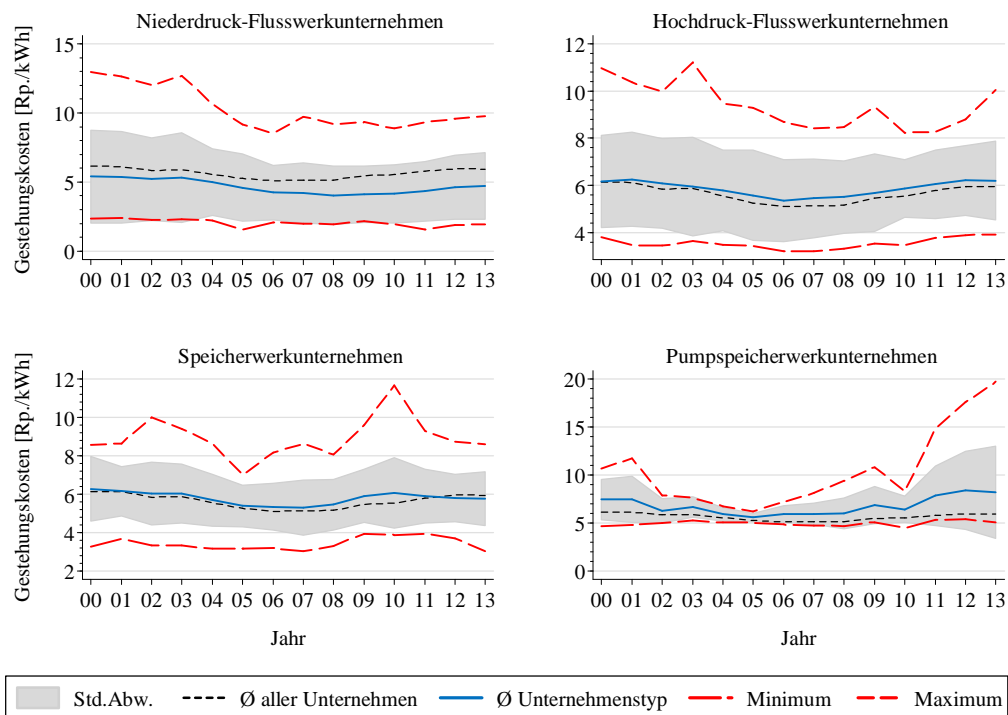 Niederdruck-Flusswerkunternehmen
Gestehungskosten [Rp./kWh]
15
10
5
0
00 01 02 03 04 05 06 07 08 09 10 11 12 13
Hochdruck-Flusswerkunternehmen
12
10
8
6
4
00 01 02 03 04 05 06 07 08 09 10 11 12 13
Speicherwerkunternehmen
Gestehungskosten [Rp./kWh]
12
10
8
6
4
2
00 01 02 03 04 05 06 07 08 09 10 11 12 13
Jahr
Pumpspeicherwerkunternehmen
20
15
10
5
0
00 01 02 03 04 05 06 07 08 09 10 11 12 13
Jahr
Std.Abw. Ø aller Unternehmen Ø Unternehmenstyp Minimum Maximum